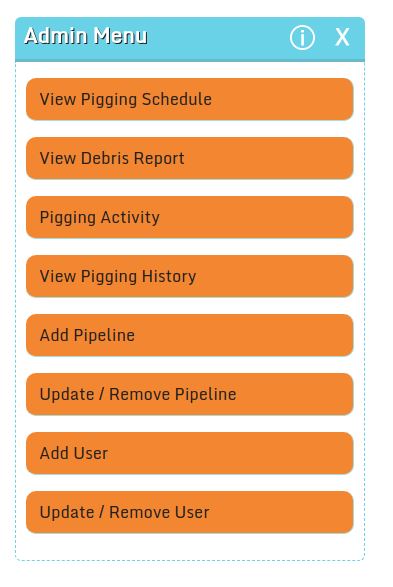 Admin Menu i X
View Pigging Schedule
View Debris Report
Pigging Activity
View Pigging History
Add Pipeline
Update / Remove Pipeline
Add User
Update / Remove User